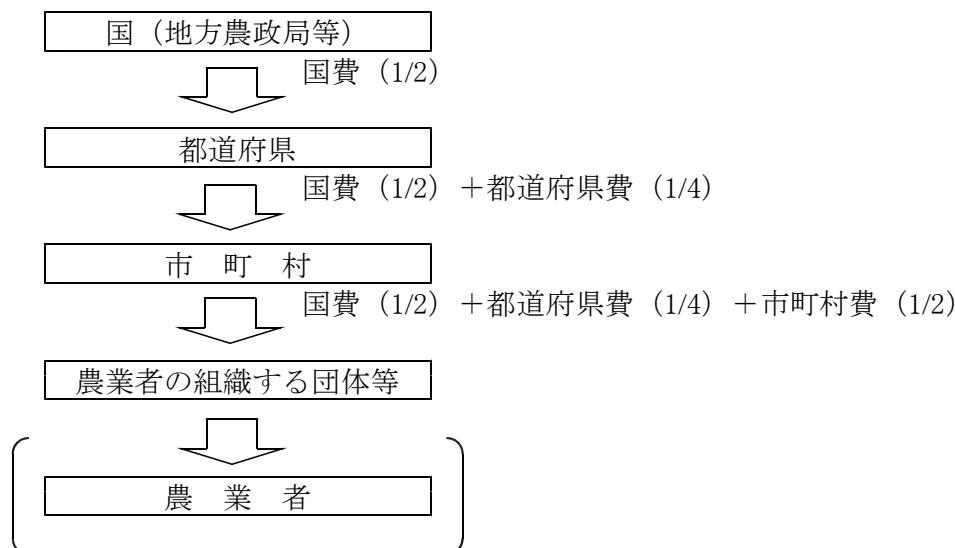 国（地方農政局等）
国費（1/2）
都道府県
国費（1/2）＋都道府県費（1/4）
市　町　村
国費（1/2）＋都道府県費（1/4）＋市町村費（1/2）
農業者の組織する団体等
農　業　者